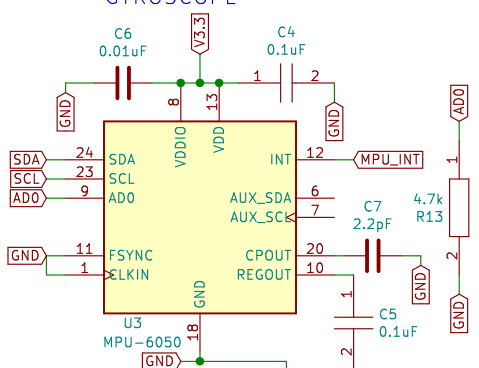 GYROSCOPE
C6
0.01uF
V3.3
C4
0.1uF
1
2
GND
8
13
GND
VDDIO
VDD
AD0
SDA
24
SDA
INT
12
MPU_INT
SCL
23
SCL
AD0
9
AD0
AUX_SDA
6
AUX_SCL
7
1
4.7k
R13
2
C7
2.2pF
GND
11
FSYNC
CPOUT
20
1
CLKIN
REGOUT
10
GND
GND
GND
1
C5
0.1uF
2
U3
MPU-6050
18
GND